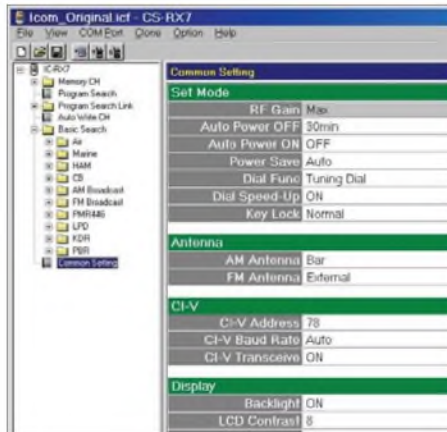 Icom_Original.icf - CS-RX7
File View COM Port Clone Option Help
IC-RX7
Memory CH
Program Search
Program Search Link
Auto Wide CH
Basic Search
Air
Marine
HAM
CB
AM Broadcast
FM Broadcast
PMR446
LPD
KDR
PBR
Common Setting
Common Setting
Set Mode
RF Gain Max
Auto Power OFF 30min
Auto Power ON OFF
Power Save Auto
Dial Func Tuning Dial
Dial Speed-Up ON
Key Lock Normal
Antenna
AM Antenna Bar
FM Antenna External
CI-V
CI-V Address 78
CI-V Baud Rate Auto
CI-V Transceive ON
Display
Backlight ON
LCD Contrast 8